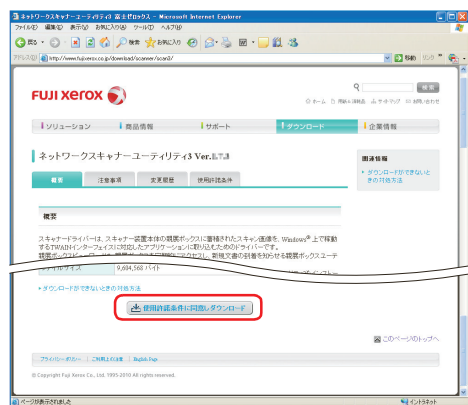 ネットワークスキャナーユーティリティ3 富士ゼロックス - Microsoft Internet Explorer
ファイル(F) 編集(E) 表示(V) お気に入り(A) ツール(T) ヘルプ(H)
戻る 検索 お気に入り
アドレス(D) http://www.fujixerox.co.jp/download/scanner/scan3/ 移動 リンク
FUJI XEROX
検索
ホーム サイトマップ お問い合わせ
ソリューション 商品情報 サポート ダウンロード 企業情報
ネットワークスキャナーユーティリティ3 Ver.
関連情報
概要 注意事項 変更履歴 使用許諾条件
ダウンロードができないときの対処方法
概要
スキャナードライバーは、スキャナー装置本体の親展ボックスに蓄積されたスキャン画像を、Windows® 上で稼動
するTWAINインターフェイスに対応したアプリケーションに取り込むためのドライバーです。
ファイルサイズ 9,684,568 バイト
ダウンロードができないときの対処方法
使用許諾条件に同意しダウンロード
このページのトップへ
プライバシーポリシー ご利用上の注意 English Page
© Copyright Fuji Xerox Co., Ltd. 1995-2010 All rights reserved.
ページが表示されました イントラネット